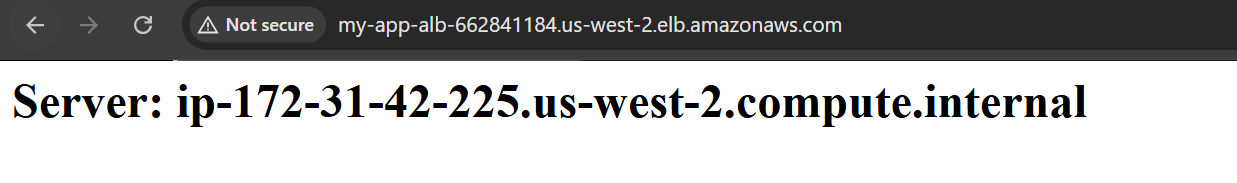 Not secure my-app-alb-662841184.us-west-2.elb.amazonaws.com
Server: ip-172-31-42-225.us-west-2.compute.internal